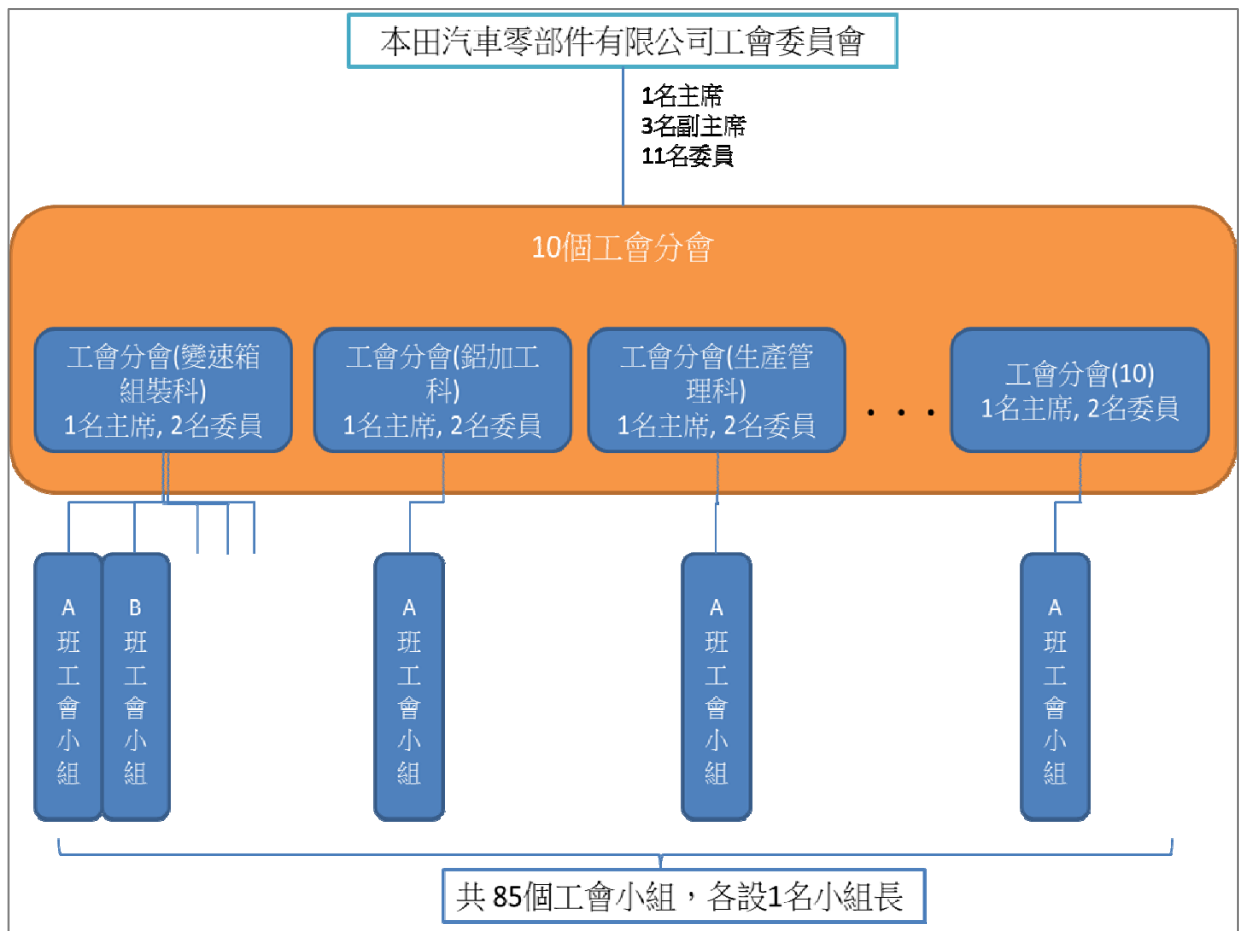 本田汽車零部件有限公司工會委員會
1名主席
3名副主席
11名委員
10個工會分會
工會分會(變速箱
組裝科)
1名主席, 2名委員
工會分會(鋁加工
科)
1名主席, 2名委員
工會分會(生產管
理科)
1名主席, 2名委員
. . .
工會分會(10)
1名主席, 2名委員
A班工會小組
B班工會小組
A班工會小組
A班工會小組
A班工會小組
共 85個工會小組，各設1名小組長